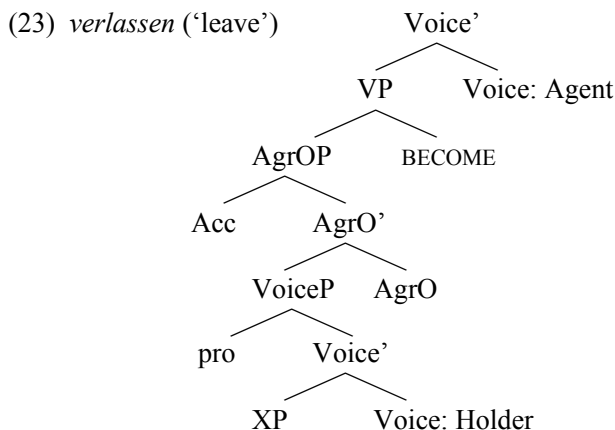 (23) verlassen (‘leave’) Voice’
VP Voice: Agent
AgrOP BECOME
Acc AgrO’
VoiceP AgrO
pro Voice’
XP Voice: Holder